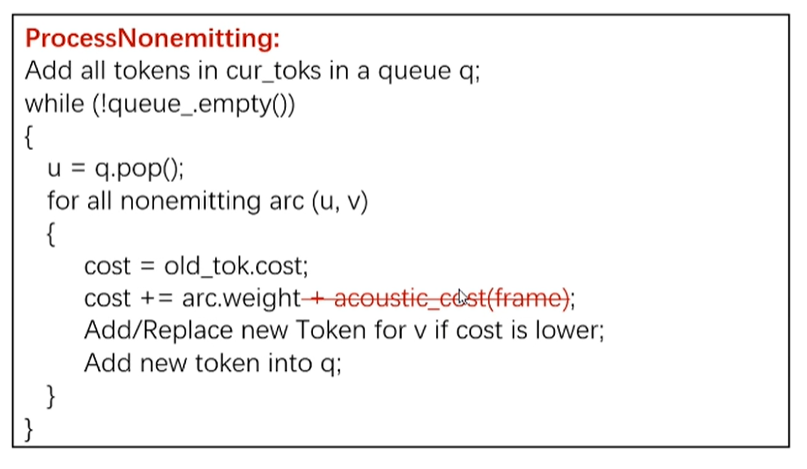 ProcessNonemitting:
Add all tokens in cur_toks in a queue q;
while (!queue_.empty())
{
u = q.pop();
for all nonemitting arc (u, v)
{
cost = old_tok.cost;
cost += arc.weight + acoustic_cost(frame);
Add/Replace new Token for v if cost is lower;
Add new token into q;
}
}